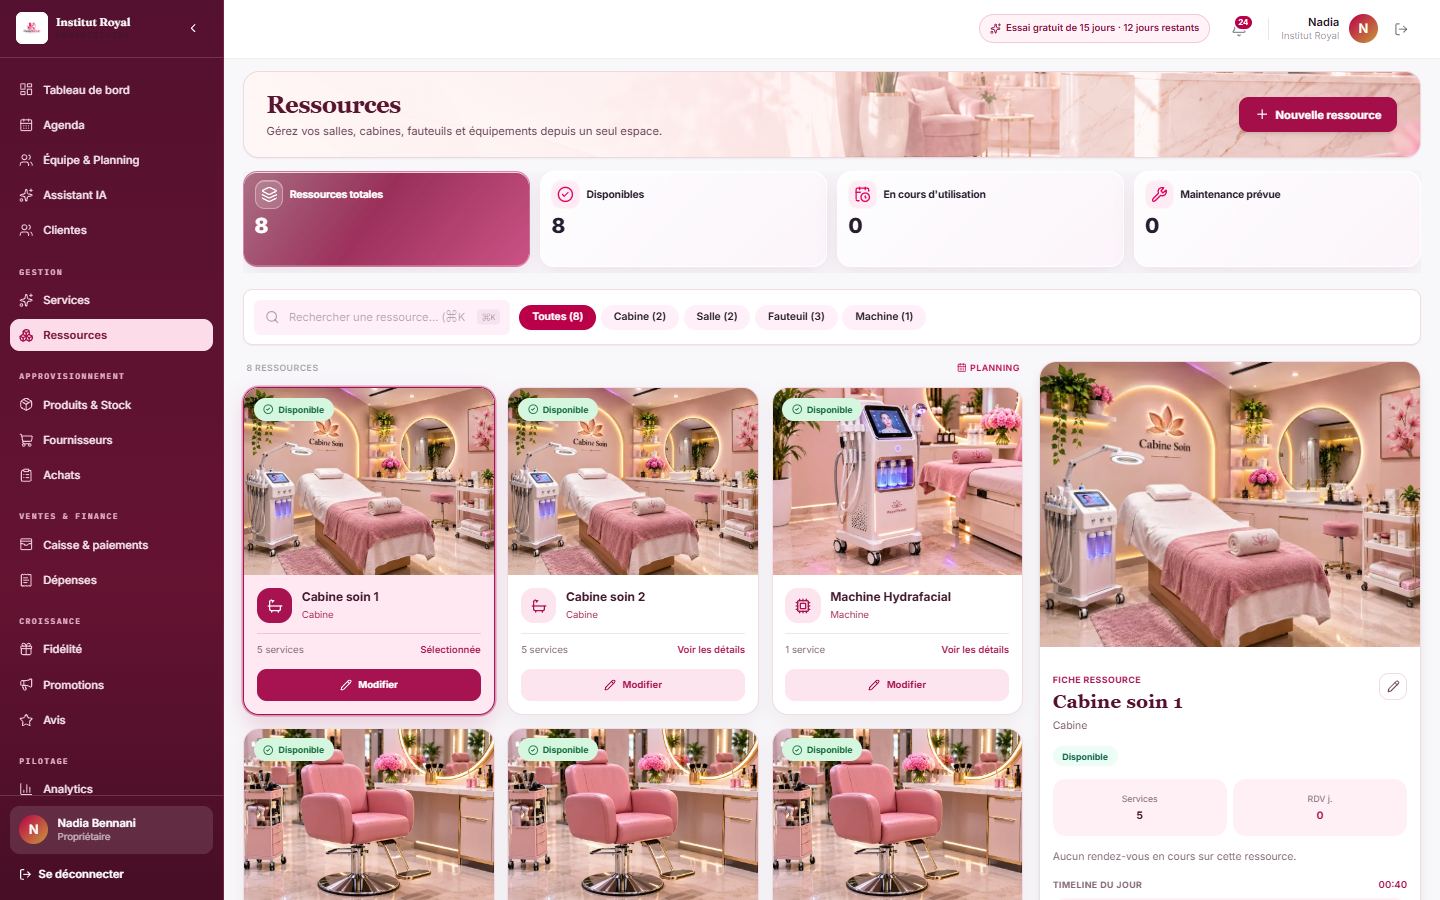 Institut Royal
Essai gratuit de 15 jours · 12 jours restants
24
Nadia
Institut Royal
N
Tableau de bord
Agenda
Équipe & Planning
Assistant IA
Clientes
GESTION
Services
Ressources
APPROVISIONNEMENT
Produits & Stock
Fournisseurs
Achats
VENTES & FINANCE
Caisse & paiements
Dépenses
CROISSANCE
Fidélité
Promotions
Avis
PILOTAGE
Analytics
N
Nadia Bennani
Propriétaire
Se déconnecter
Ressources
Gérez vos salles, cabines, fauteuils et équipements depuis un seul espace.
Nouvelle ressource
Ressources totales
8
Disponibles
8
En cours d'utilisation
0
Maintenance prévue
0
Rechercher une ressource... (⌘K
⌘K
Toutes (8)
Cabine (2)
Salle (2)
Fauteuil (3)
Machine (1)
8 RESSOURCES
PLANNING
Disponible
Cabine Soin
Cabine soin 1
Cabine
5 services
Sélectionnée
Modifier
Disponible
Cabine Soin
Cabine soin 2
Cabine
5 services
Voir les détails
Modifier
Disponible
Machine Hydrafacial
Machine
1 service
Voir les détails
Modifier
Disponible
Disponible
Disponible
Cabine Soin
FICHE RESSOURCE
Cabine soin 1
Cabine
Disponible
Services
5
RDV j.
0
Aucun rendez-vous en cours sur cette ressource.
TIMELINE DU JOUR
00:40